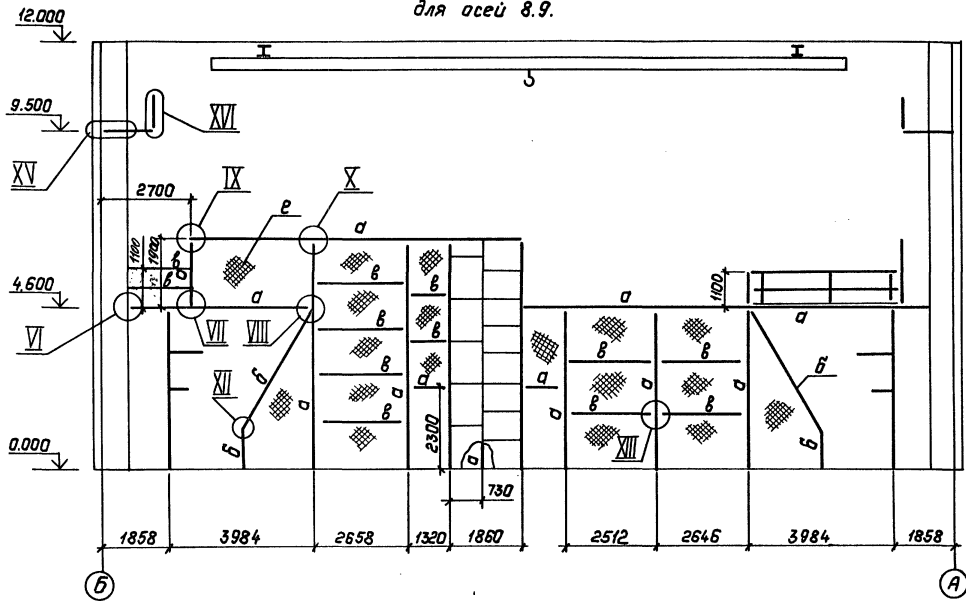 для осей 8.9.
12.000
9.500
XVI
XV
2700
IX
е
X
а
1100
1900
в
а
в
в
в
4.600
а
а
1100
VI
VII
VIII
а
в
в
в
в
б
а
б
XII
а
в
а
а
а
а
в
в
а
в
б
2300
а
XIII
б
0.000
а
730
1858
3984
2658
1320
1860
2512
2646
3984
1858
Б
А